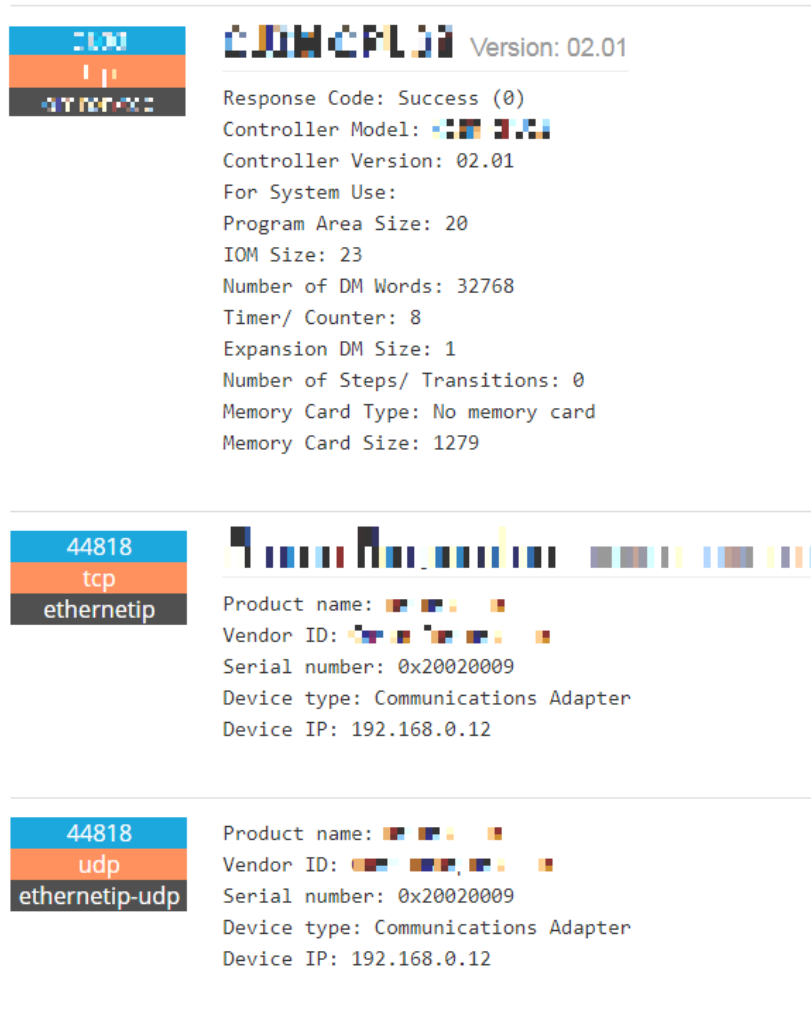 Version: 02.01
Response Code: Success (0)
Controller Model:
Controller Version: 02.01
For System Use:
Program Area Size: 20
IOM Size: 23
Number of DM Words: 32768
Timer/ Counter: 8
Expansion DM Size: 1
Number of Steps/ Transitions: 0
Memory Card Type: No memory card
Memory Card Size: 1279
44818
tcp
ethernetip
Product name:
Vendor ID:
Serial number: 0x20020009
Device type: Communications Adapter
Device IP: 192.168.0.12
44818
udp
ethernetip-udp
Product name:
Vendor ID:
Serial number: 0x20020009
Device type: Communications Adapter
Device IP: 192.168.0.12